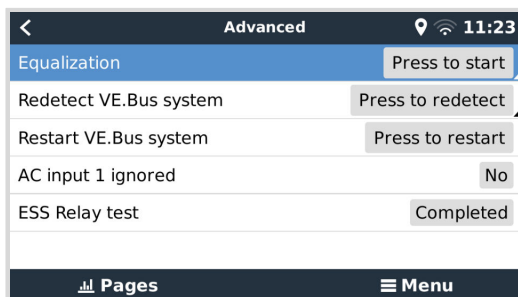 Advanced 11:23
Equalization Press to start
Redetect VE.Bus system Press to redetect
Restart VE.Bus system Press to restart
AC input 1 ignored No
ESS Relay test Completed
Pages Menu